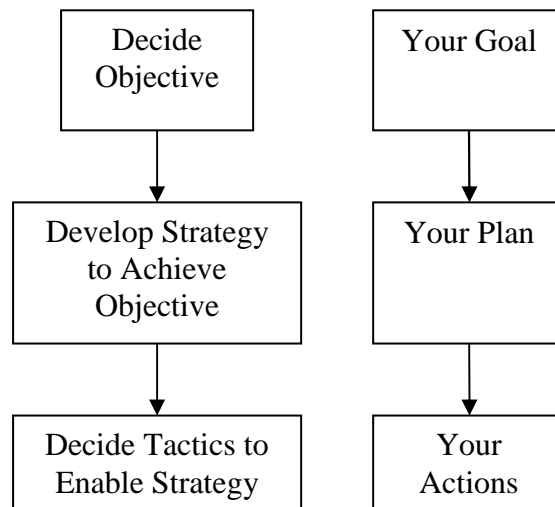 Decide
Objective
Your Goal
Develop Strategy
to Achieve
Objective
Your Plan
Decide Tactics to
Enable Strategy
Your
Actions